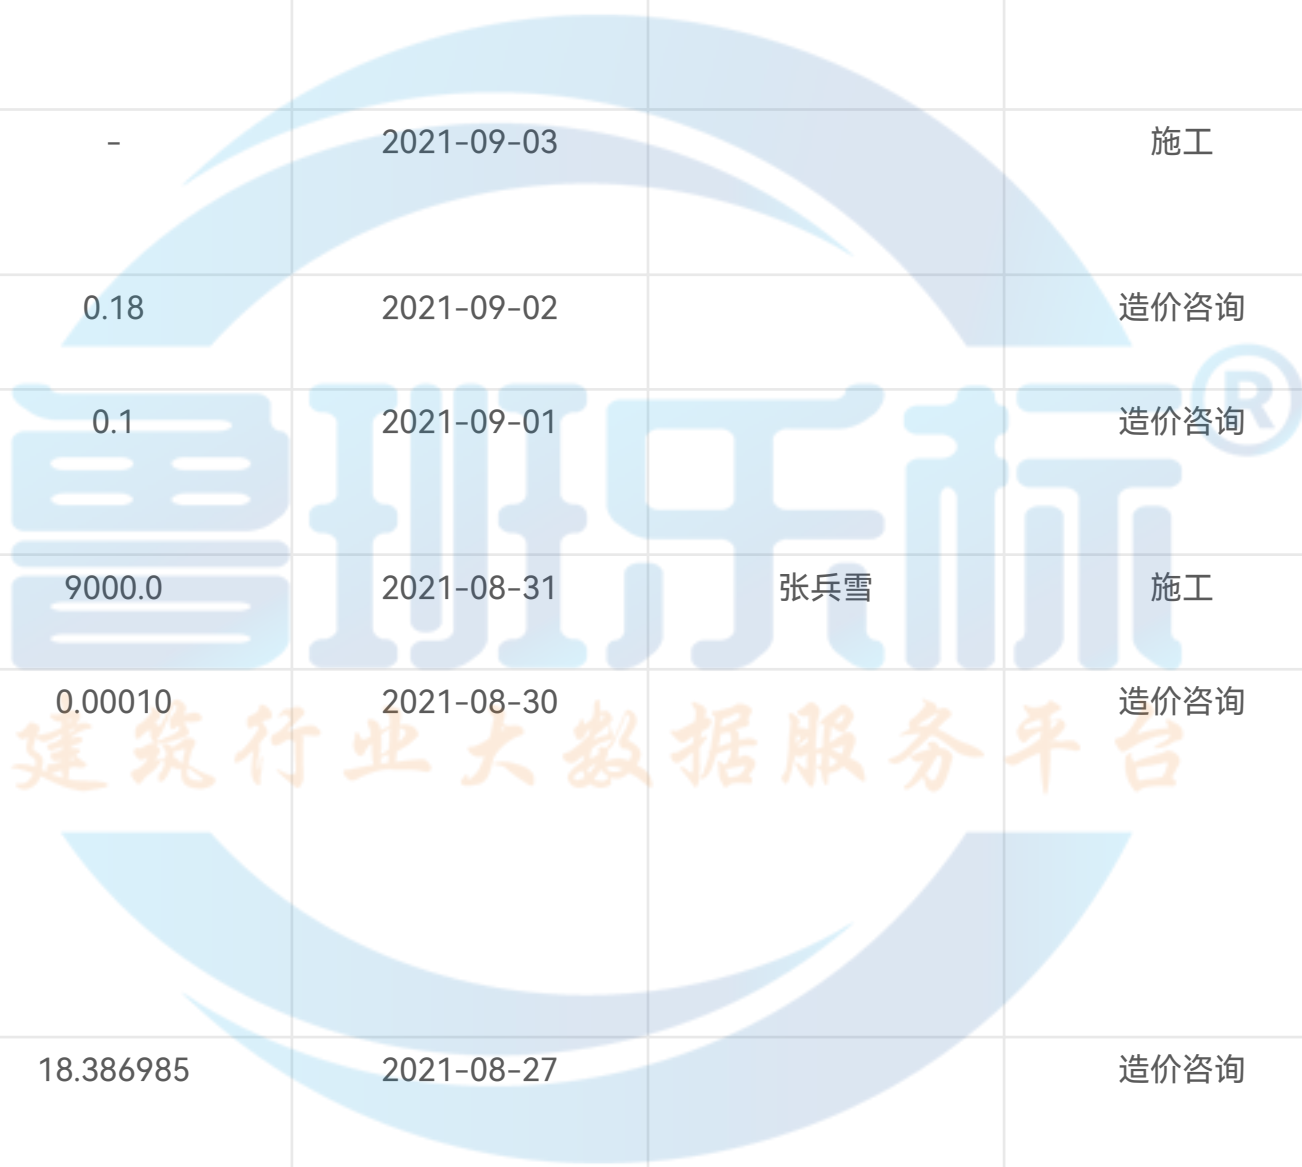 - 2021-09-03 施工
0.18 2021-09-02 造价咨询
0.1 2021-09-01 造价咨询
鲁班乐标®
9000.0 2021-08-31 张兵雪 施工
0.00010 2021-08-30 造价咨询
建筑行业大数据服务平台
18.386985 2021-08-27 造价咨询